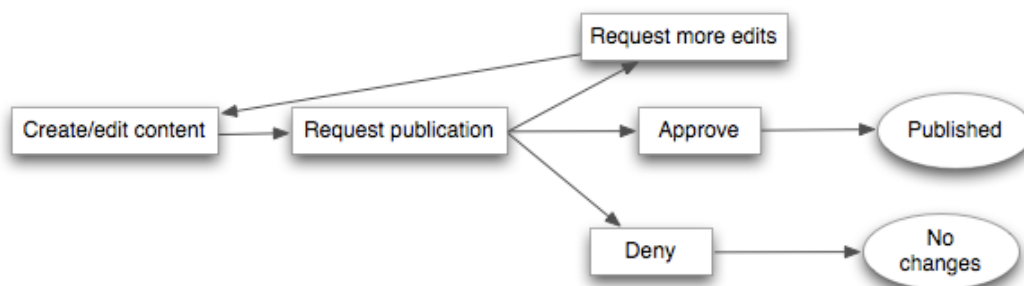 Request more edits
Create/edit content
Request publication
Approve
Published
Deny
No
changes